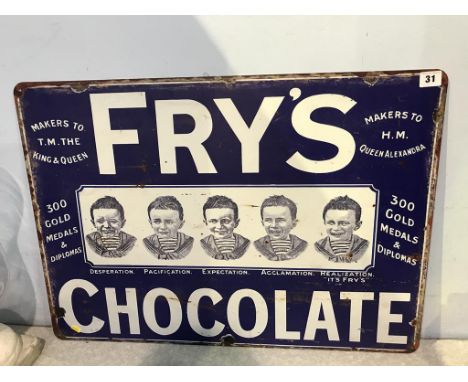 31
FRY'S
MAKERS TO
T.M. THE
KING & QUEEN
MAKERS TO
H.M.
QUEEN ALEXANDRA
300
GOLD
MEDALS
&
DIPLOMAS
300
GOLD
MEDALS
&
DIPLOMAS
DESPERATION. PACIFICATION. EXPECTATION. ACCLAMATION. REALIZATION.
IT'S FRY'S
CHOCOLATE